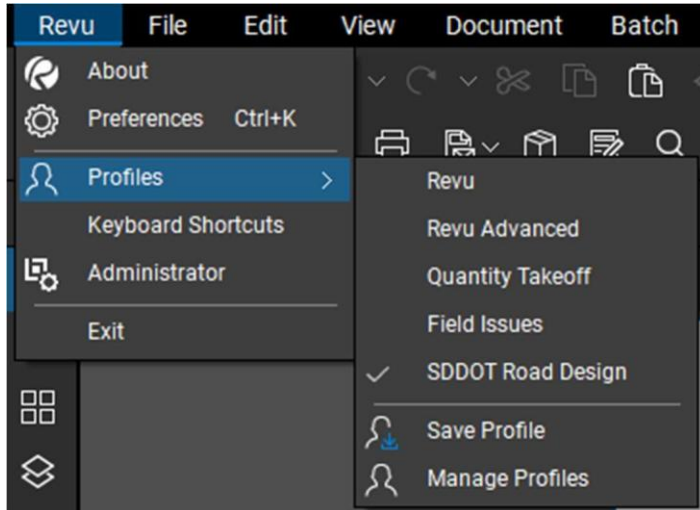 Revu File Edit View Document Batch
About
Preferences Ctrl+K
Profiles
Keyboard Shortcuts
Administrator
Exit
Revu
Revu Advanced
Quantity Takeoff
Field Issues
SDDOT Road Design
Save Profile
Manage Profiles